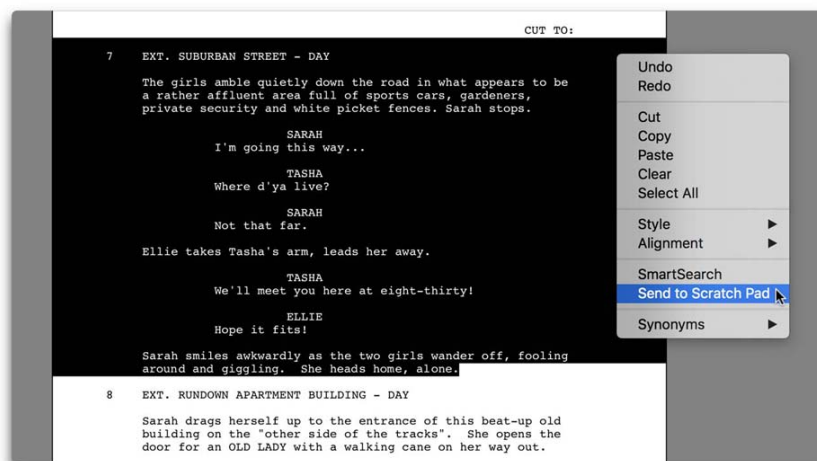 CUT TO:
7 EXT. SUBURBAN STREET - DAY
The girls amble quietly down the road in what appears to be
a rather affluent area full of sports cars, gardeners,
private security and white picket fences. Sarah stops.
SARAH
I'm going this way...
TASHA
Where d'ya live?
SARAH
Not that far.
Ellie takes Tasha's arm, leads her away.
TASHA
We'll meet you here at eight-thirty!
ELLIE
Hope it fits!
Sarah smiles awkwardly as the two girls wander off, fooling
around and giggling.  She heads home, alone.
8 EXT. RUNDOWN APARTMENT BUILDING - DAY
Sarah drags herself up to the entrance of this beat-up old
building on the "other side of the tracks".  She opens the
door for an OLD LADY with a walking cane on her way out.
Undo
Redo
Cut
Copy
Paste
Clear
Select All
Style
Alignment
SmartSearch
Send to Scratch Pad
Synonyms